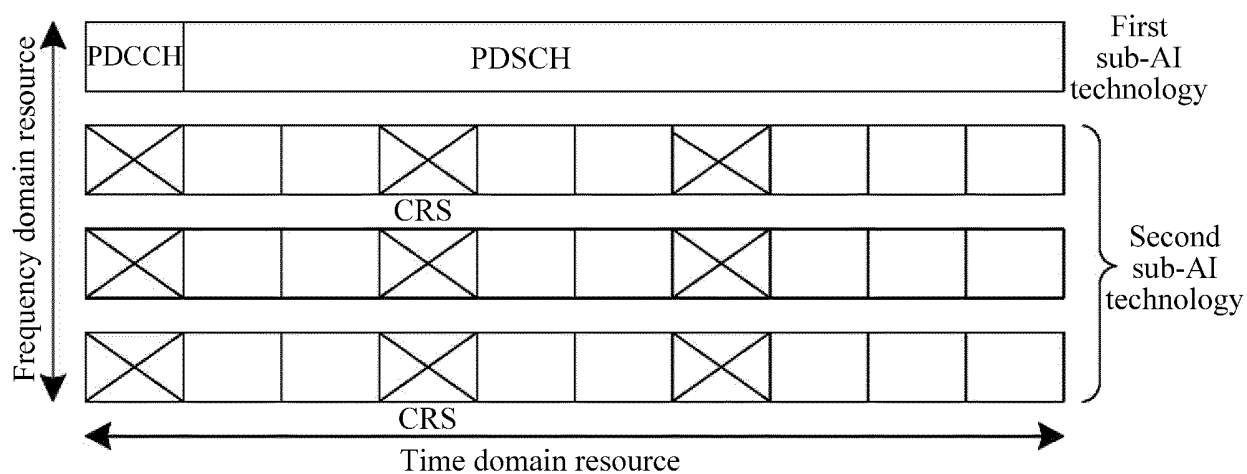 Frequency domain resource
PDCCH
PDSCH
First
sub-AI
technology
CRS
Second
sub-AI
technology
CRS
Time domain resource